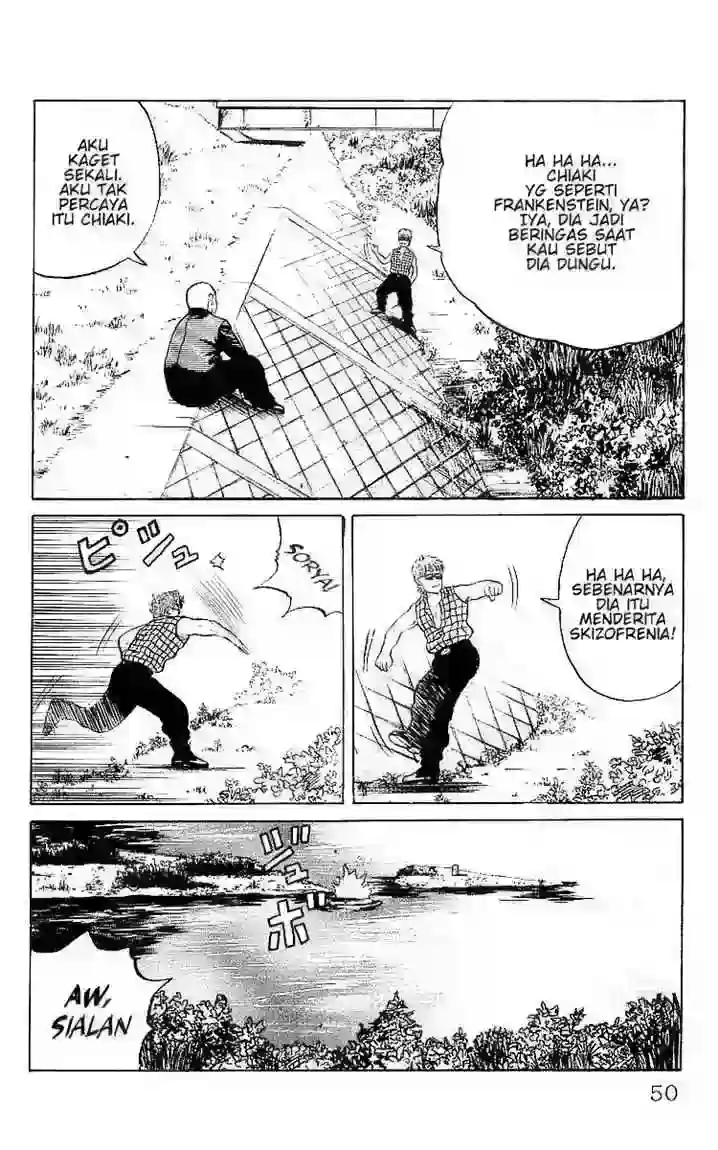 HA HA HA...
CHIAKI
YG SEPERTI
FRANKENSTEIN, YA?
IYA, DIA JADI
BERINGAS SAAT
KAU SEBUT
DIA DUNGU.
AKU
KAGET
SEKALI.
AKU TAK
PERCAYA
ITU CHIAKI.
HA HA HA,
SEBENARNYA
DIA ITU
MENDERITA
SKIZOFRENIA!
SORYA!
ピシュッ
ジュボ
AW,
SIALAN
50